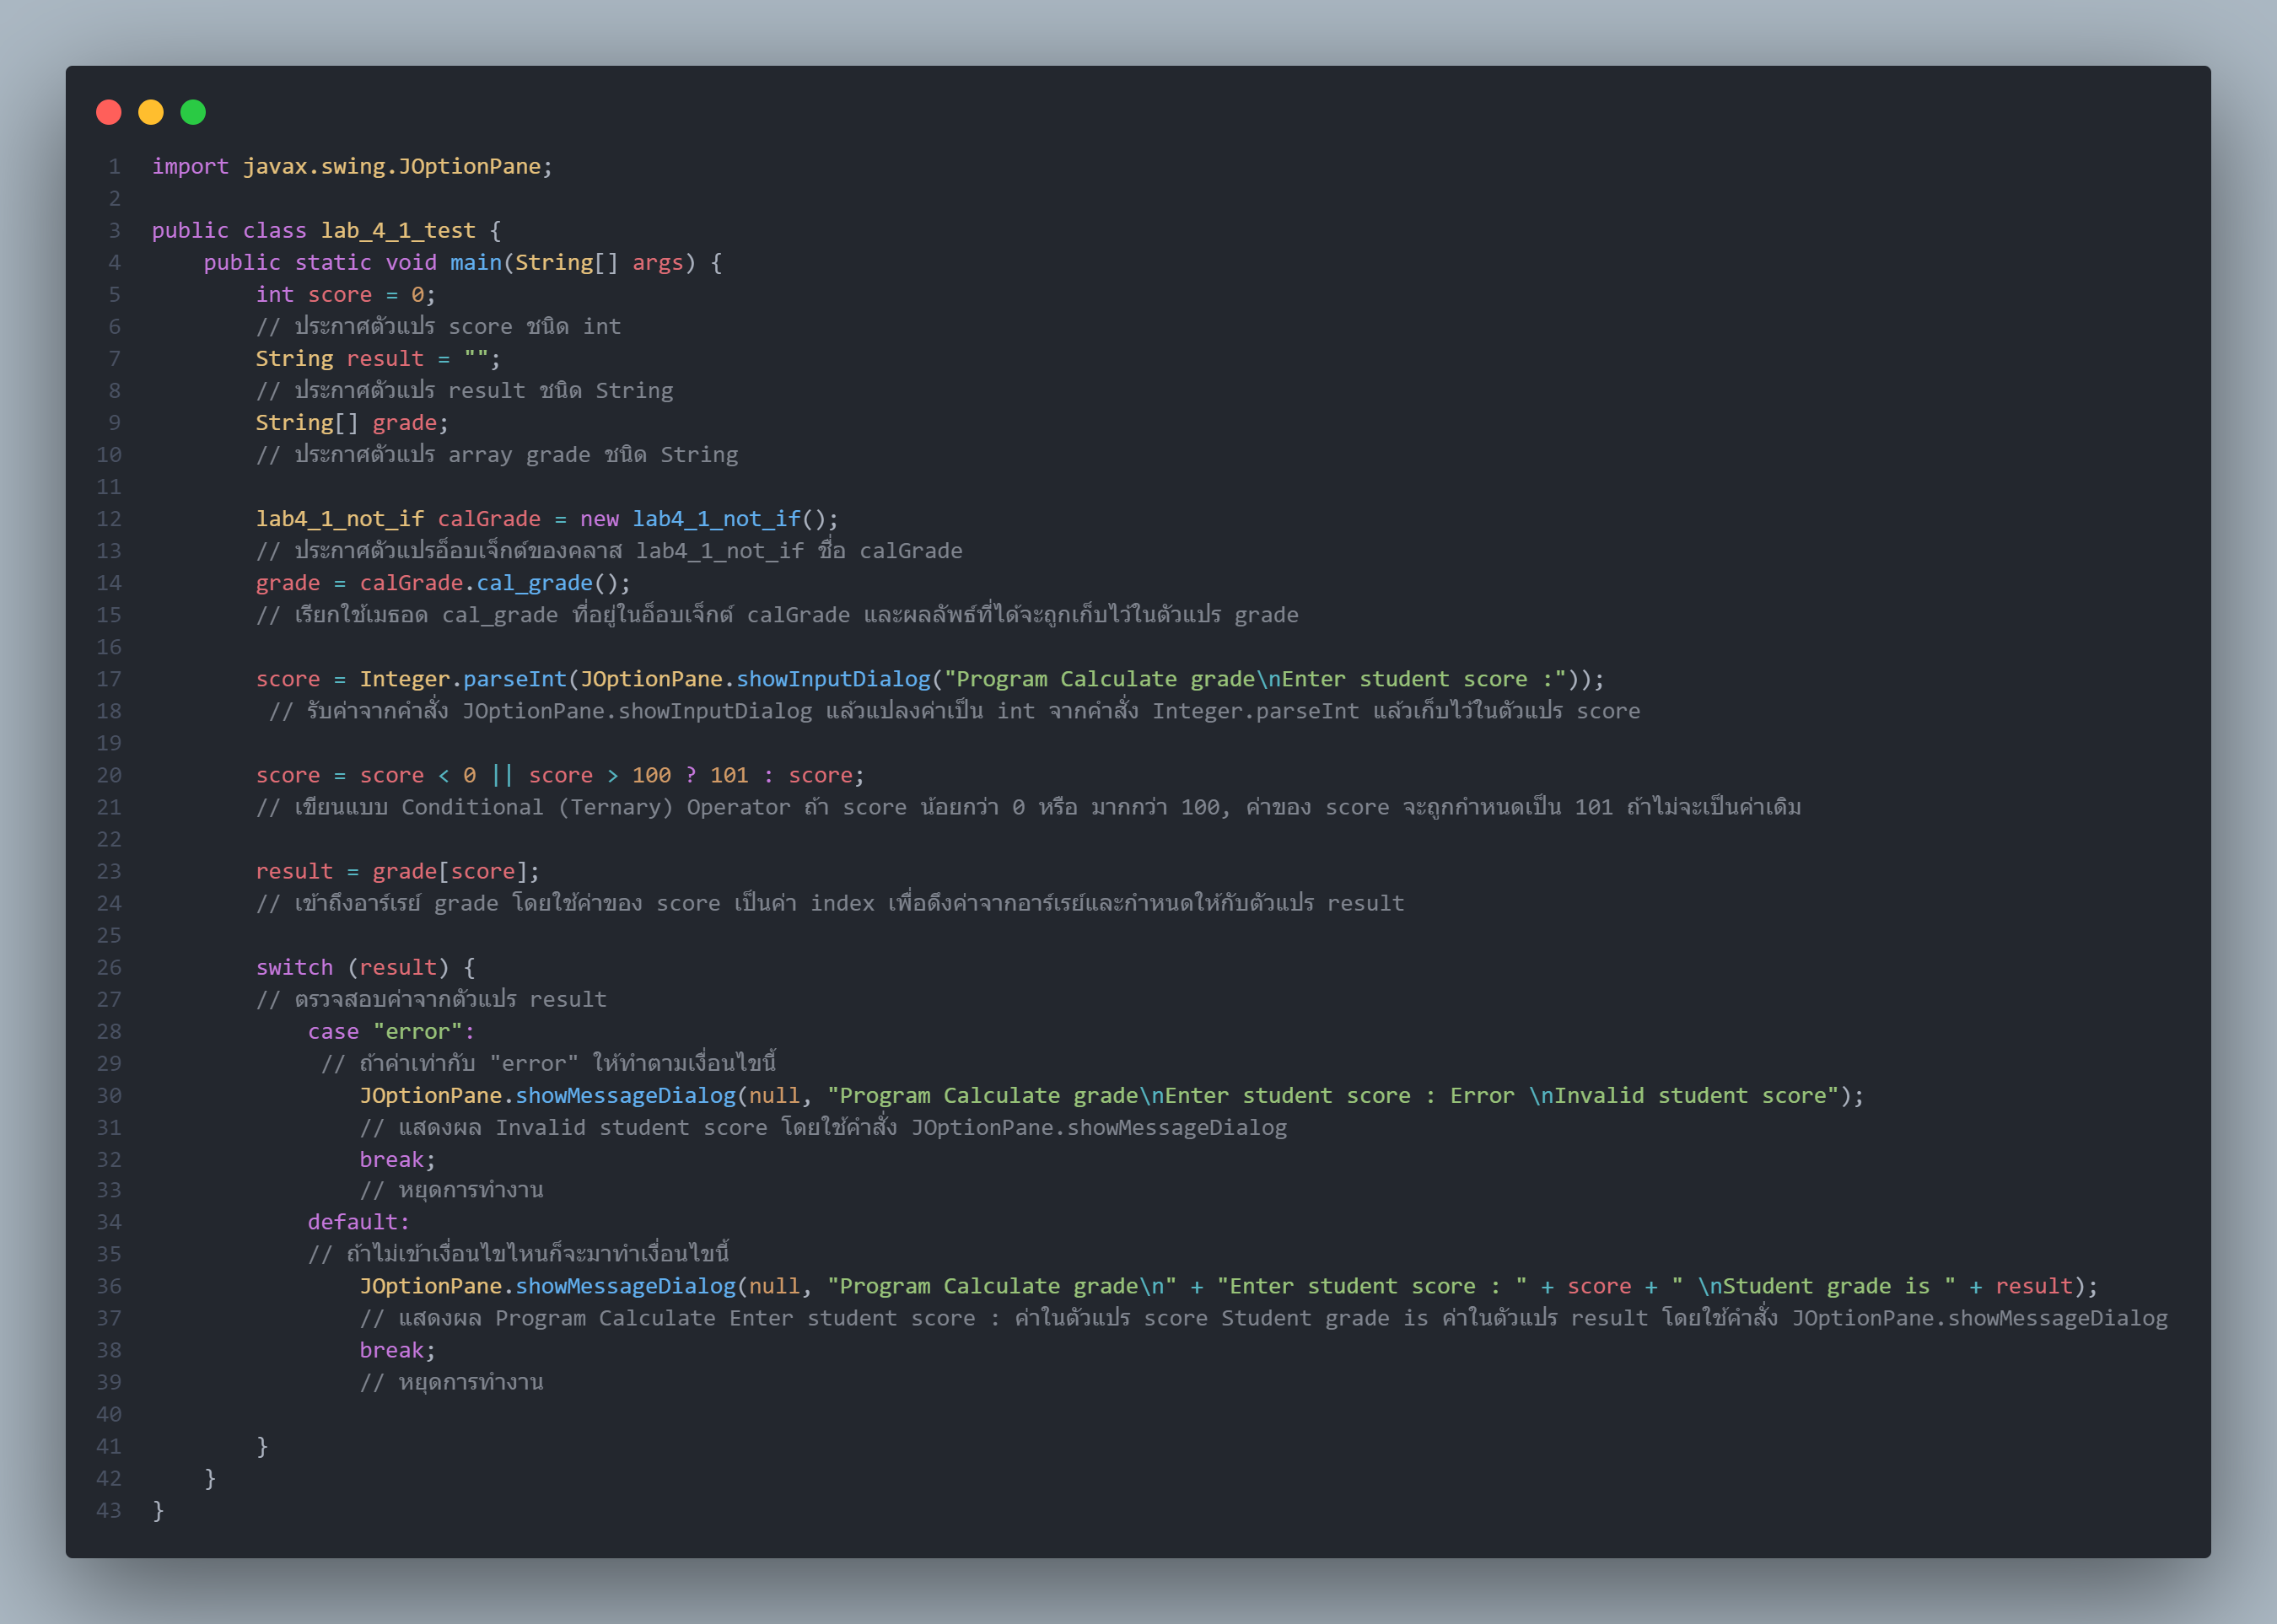 1 import javax.swing.JOptionPane;
2
3 public class lab_4_1_test {
4     public static void main(String[] args) {
5         int score = 0;
6         // ประกาศตัวแปร score ชนิด int
7         String result = "";
8         // ประกาศตัวแปร result ชนิด String
9         String[] grade;
10         // ประกาศตัวแปร array grade ชนิด String
11
12         lab4_1_not_if calGrade = new lab4_1_not_if();
13         // ประกาศตัวแปรอ็อบเจ็กต์ของคลาส lab4_1_not_if ชื่อ calGrade
14         grade = calGrade.cal_grade();
15         // เรียกใช้เมธอด cal_grade ที่อยู่ในอ็อบเจ็กต์ calGrade และผลลัพธ์ที่ได้จะถูกเก็บไว้ในตัวแปร grade
16
17         score = Integer.parseInt(JOptionPane.showInputDialog("Program Calculate grade\nEnter student score :"));
18          // รับค่าจากคำสั่ง JOptionPane.showInputDialog แล้วแปลงค่าเป็น int จากคำสั่ง Integer.parseInt แล้วเก็บไว้ในตัวแปร score
19
20         score = score < 0 || score > 100 ? 101 : score;
21         // เขียนแบบ Conditional (Ternary) Operator ถ้า score น้อยกว่า 0 หรือ มากกว่า 100, ค่าของ score จะถูกกำหนดเป็น 101 ถ้าไม่จะเป็นค่าเดิม
22
23         result = grade[score];
24         // เข้าถึงอาร์เรย์ grade โดยใช้ค่าของ score เป็นค่า index เพื่อดึงค่าจากอาร์เรย์และกำหนดให้กับตัวแปร result
25
26         switch (result) {
27         // ตรวจสอบค่าจากตัวแปร result
28             case "error":
29              // ถ้าค่าเท่ากับ "error" ให้ทำตามเงื่อนไขนี้
30                 JOptionPane.showMessageDialog(null, "Program Calculate grade\nEnter student score : Error \nInvalid student score");
31                 // แสดงผล Invalid student score โดยใช้คำสั่ง JOptionPane.showMessageDialog
32                 break;
33                 // หยุดการทำงาน
34             default:
35             // ถ้าไม่เข้าเงื่อนไขไหนก็จะมาทำเงื่อนไขนี้
36                 JOptionPane.showMessageDialog(null, "Program Calculate grade\n" + "Enter student score : " + score + " \nStudent grade is " + result);
37                 // แสดงผล Program Calculate Enter student score : ค่าในตัวแปร score Student grade is ค่าในตัวแปร result โดยใช้คำสั่ง JOptionPane.showMessageDialog
38                 break;
39                 // หยุดการทำงาน
40
41         }
42     }
43 }